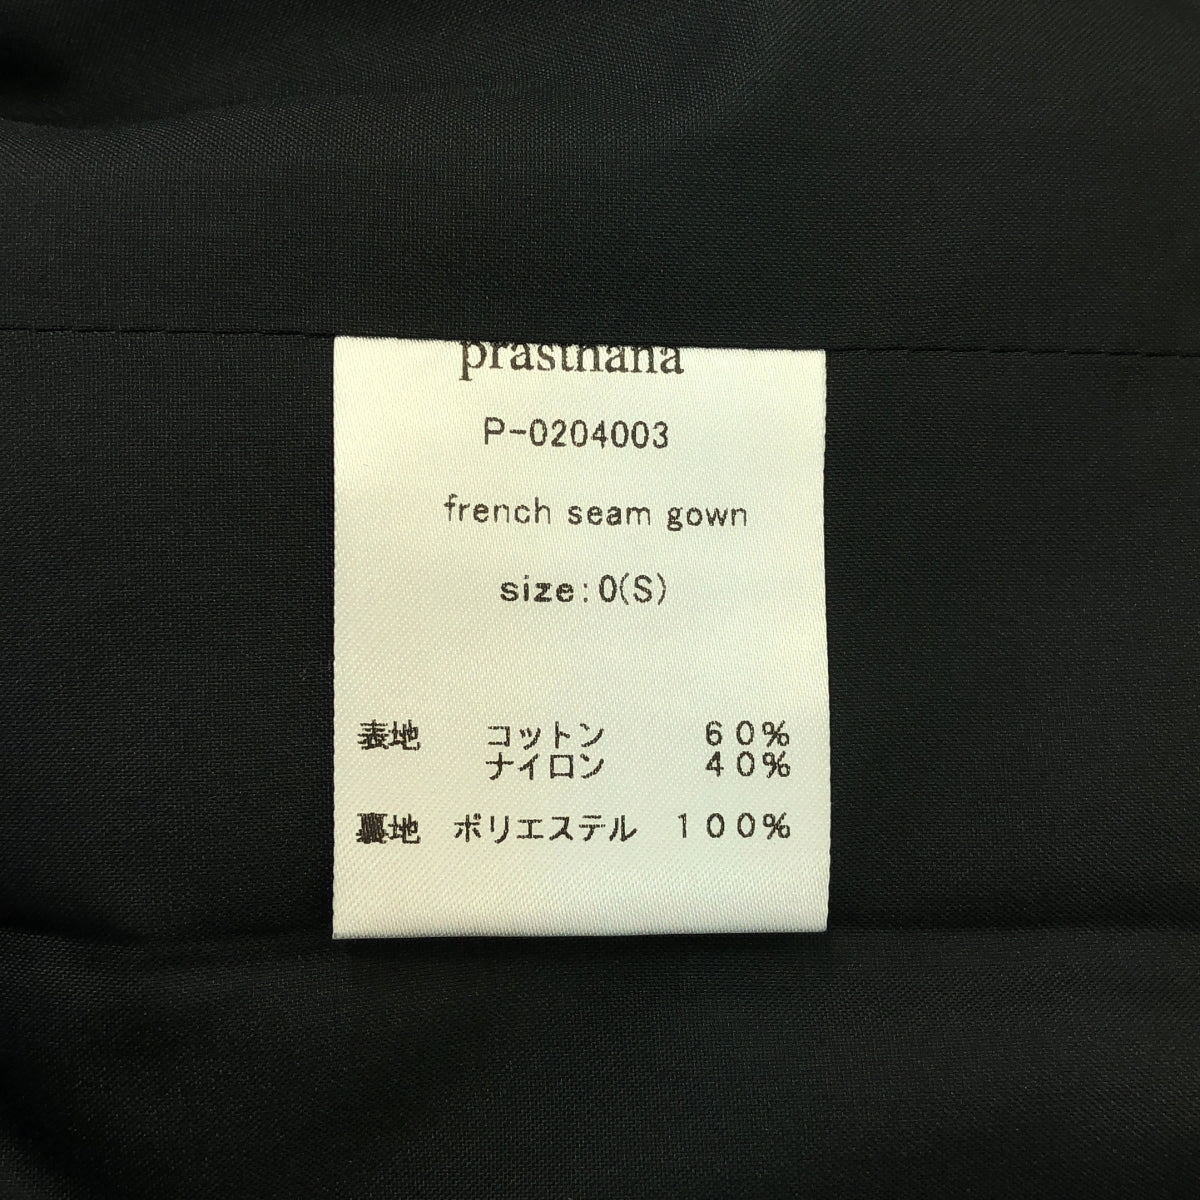 prasthana
P-0204003
french seam gown
size:0(S)
表地 コットン 60%
ナイロン 40%
裏地 ポリエステル 100%